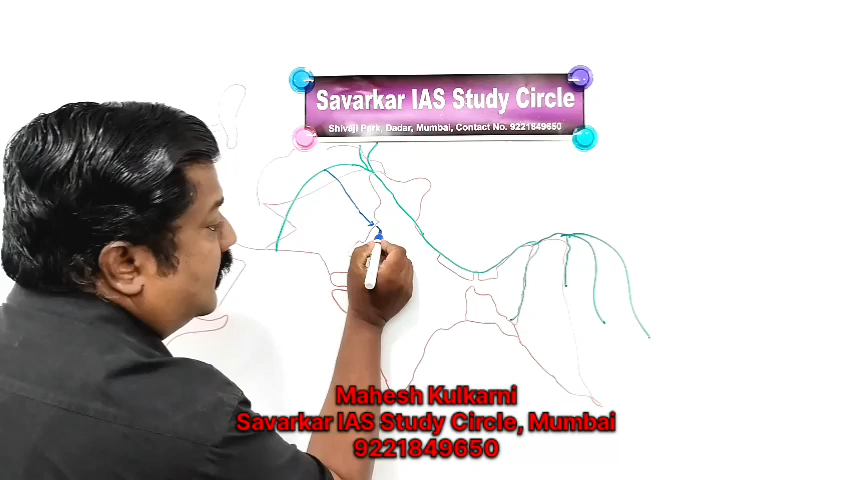 Savarkar IAS Study Circle
Shivaji Park, Dadar, Mumbai, Contact No. 9221849650
Mahesh Kulkarni
Savarkar IAS Study Circle, Mumbai
9221849650